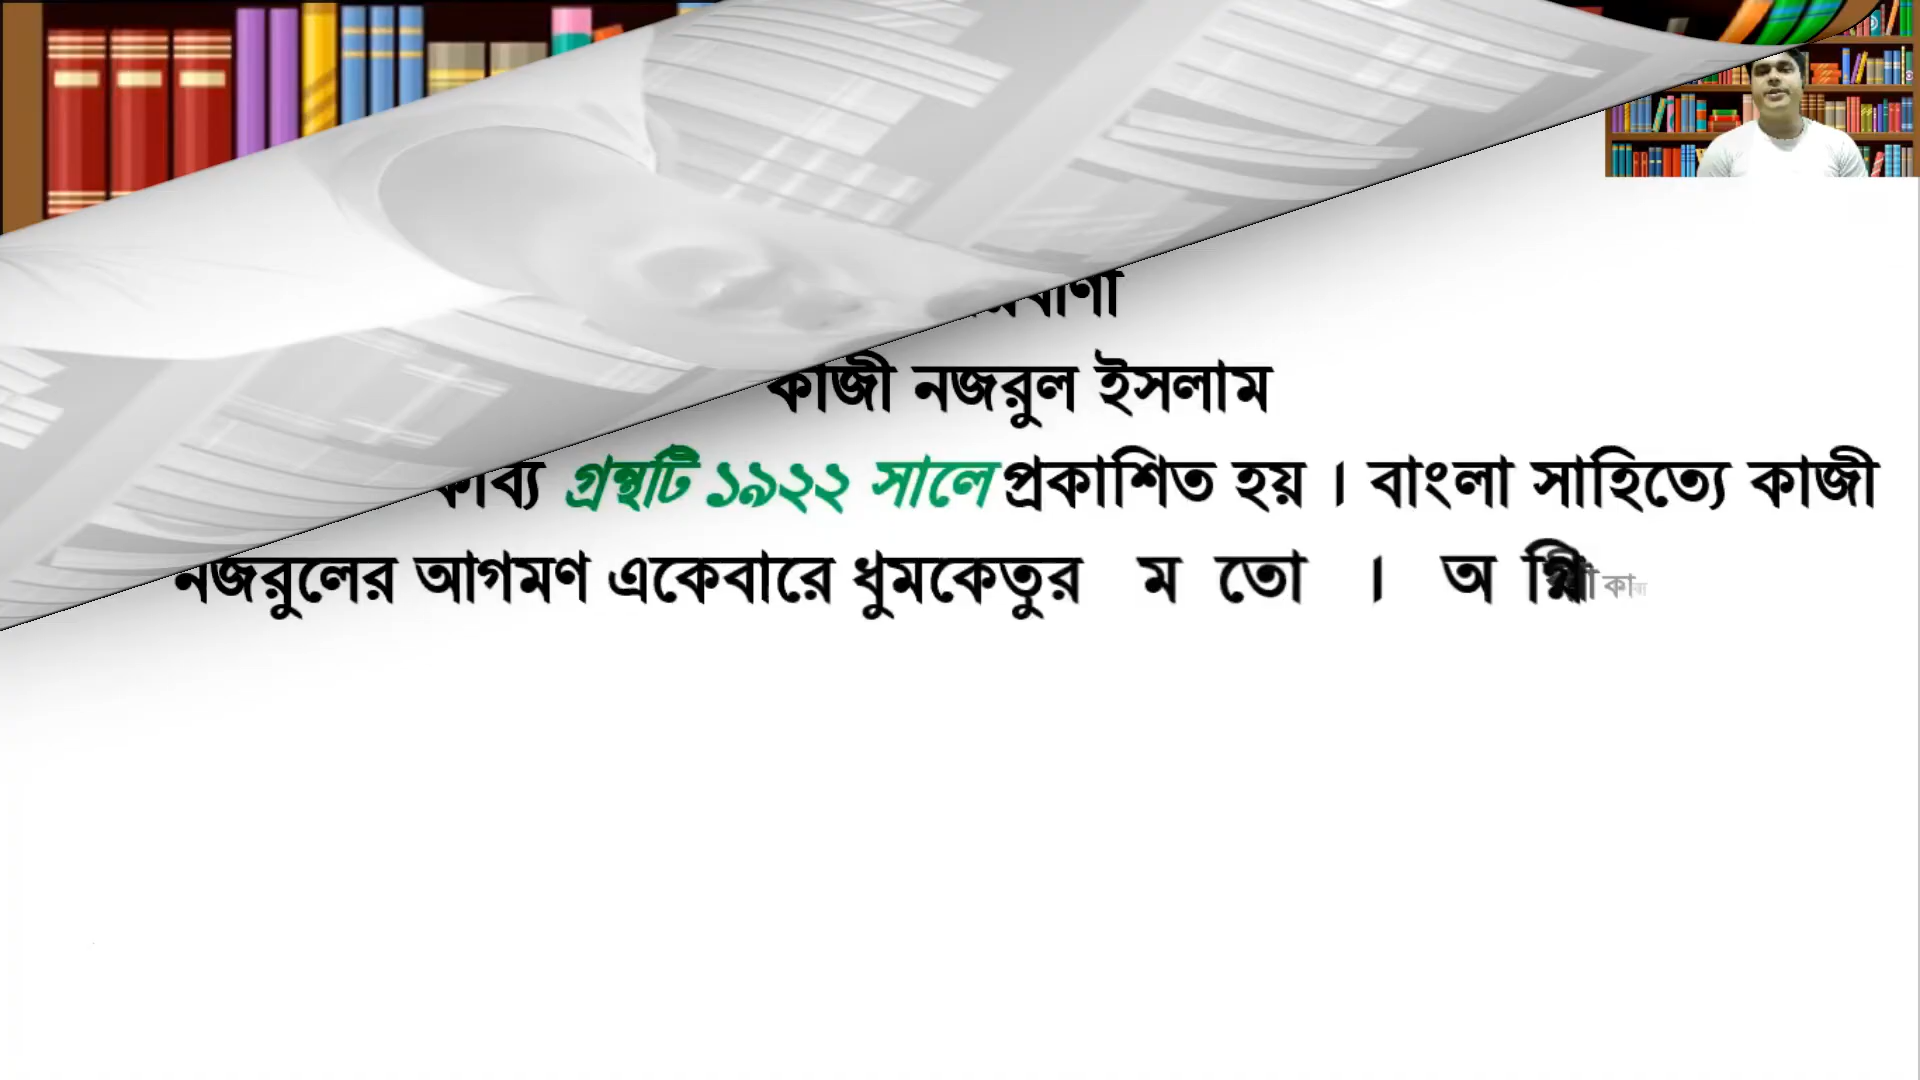 কাজী নজরুল ইসলাম
কাব্য গ্রন্থটি ১৯২২ সালে প্রকাশিত হয় । বাংলা সাহিত্যে কাজী
নজরুলের আগমণ একেবারে ধুমকেতুর ম তো । অ গ্নি